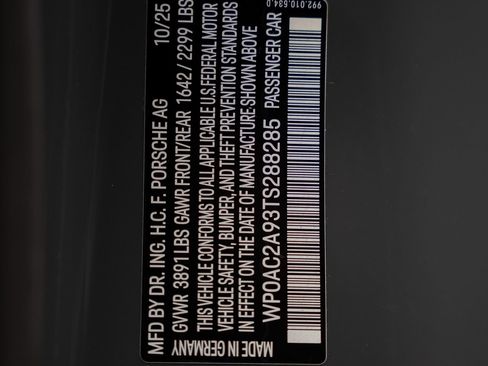 MFD BY DR. ING. H.C. F. PORSCHE AG 10/25
GVWR 3891 LBS GAWR FRONT/REAR 1642 / 2299 LBS
THIS VEHICLE CONFORMS TO ALL APPLICABLE U.S.FEDERAL MOTOR
VEHICLE SAFETY, BUMPER, AND THEFT PREVENTION STANDARDS
IN EFFECT ON THE DATE OF MANUFACTURE SHOWN ABOVE
WP0AC2A93TS288285 PASSENGER CAR
MADE IN GERMANY
992.010.534.0